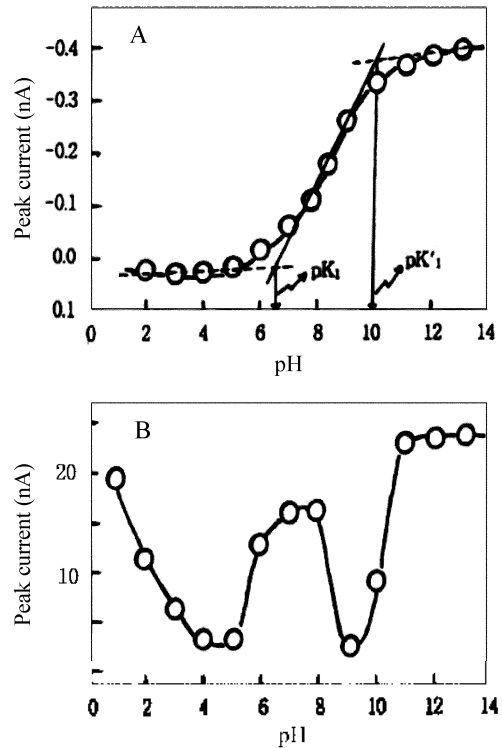 A
Peak current (nA)
-0.4
-0.3
-0.2
-0.1
0.0
0.1
pK₁
pK′₁
0 2 4 6 8 10 12 14
pH
B
Peak current (nA)
20
10
0 2 4 6 8 10 12 14
pH